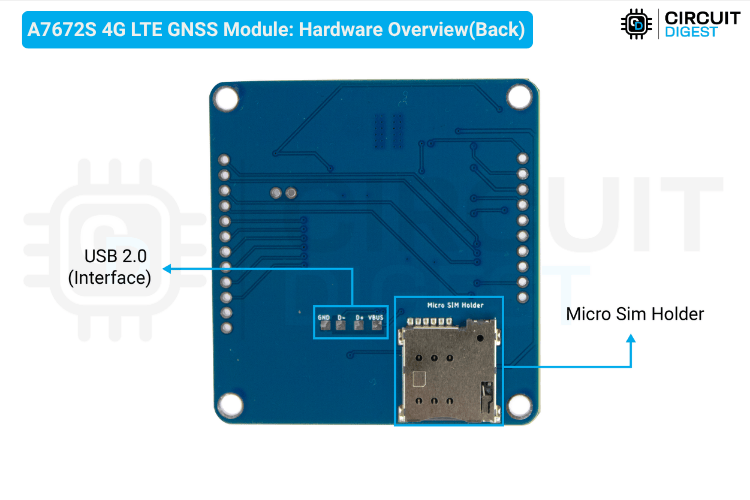 A7672S 4G LTE GNSS Module: Hardware Overview(Back)
CIRCUIT
DIGEST
CIRCUIT
DIGEST
USB 2.0
(Interface)
Micro SIM Holder
GND D- D+ VBUS
Micro Sim Holder